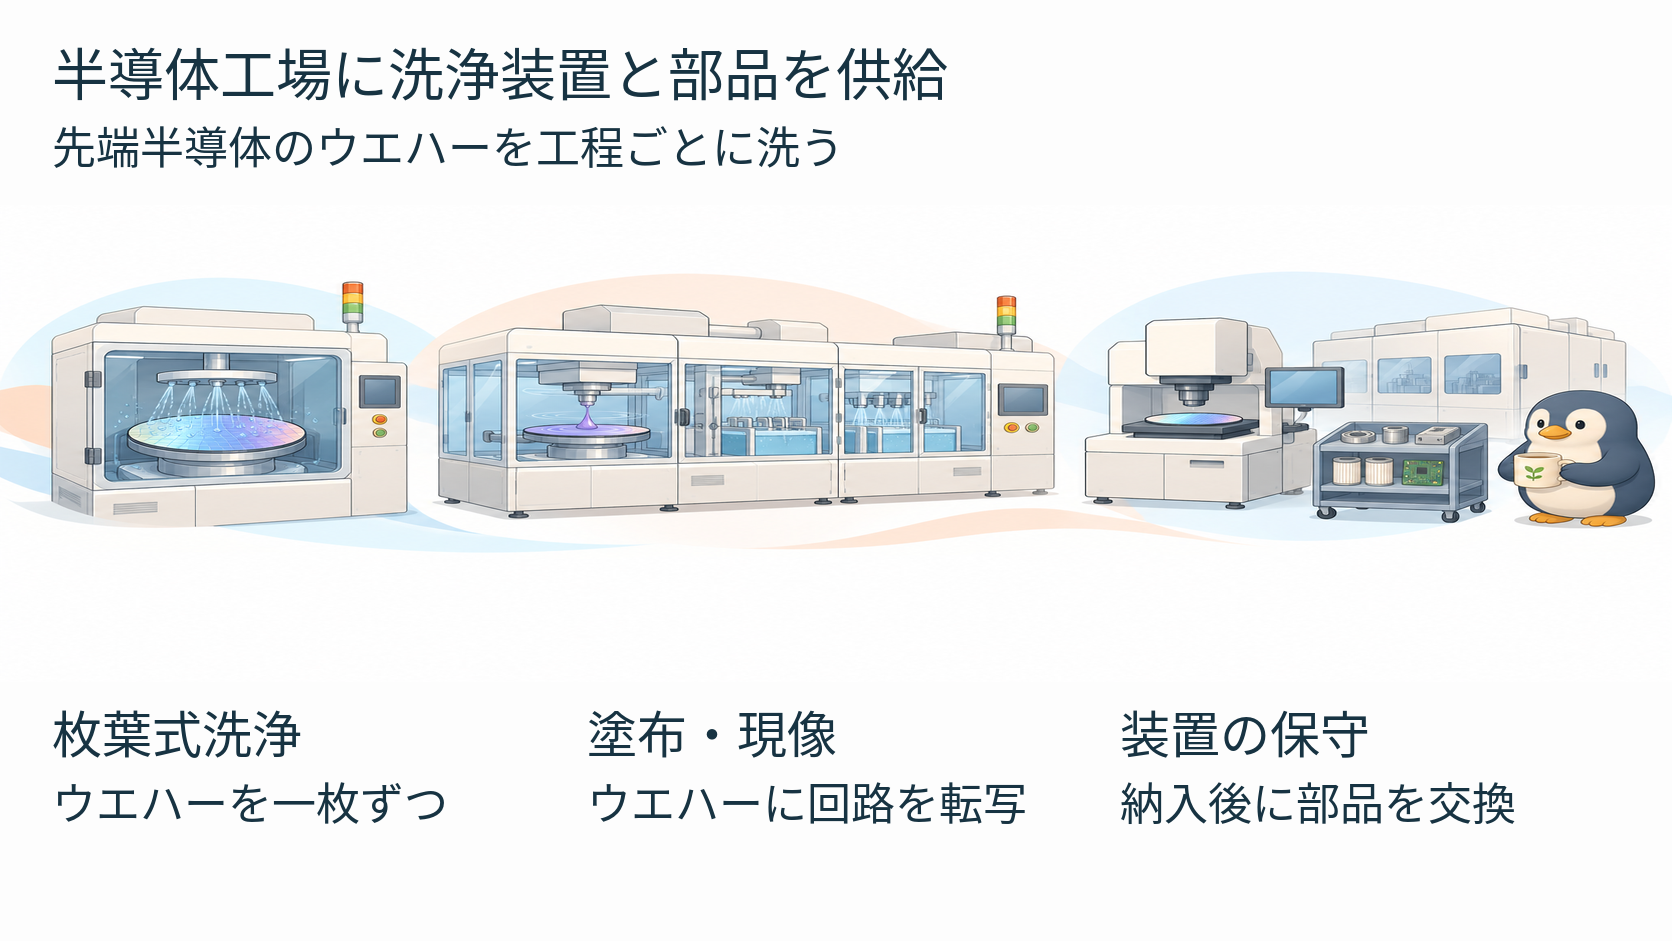 半導体工場に洗浄装置と部品を供給
先端半導体のウエハーを工程ごとに洗う
枚葉式洗浄
ウエハーを一枚ずつ
塗布・現像
ウエハーに回路を転写
装置の保守
納入後に部品を交換